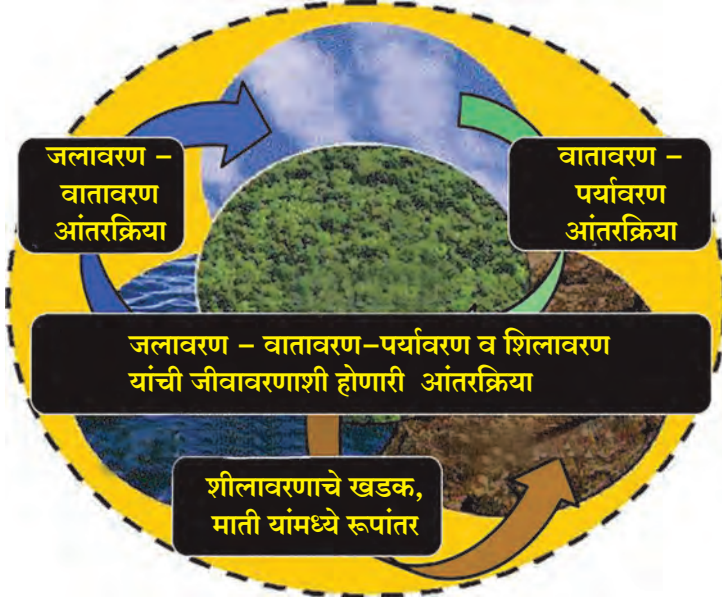 जलावरण –
वातावरण
आंतरक्रिया
वातावरण –
पर्यावरण
आंतरक्रिया
जलावरण – वातावरण–पर्यावरण व शिलावरण
यांची जीवावरणाशी होणारी आंतरक्रिया
शीलावरणाचे खडक,
माती यांमध्ये रूपांतर